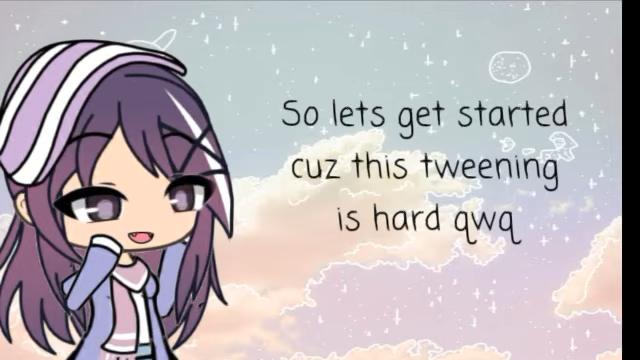 So lets get started
cuz this tweening
is hard qwq